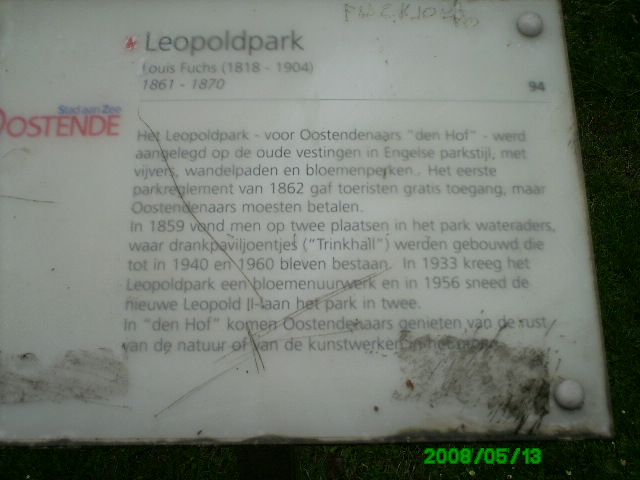 Leopoldpark
Louis Fuchs (1818 - 1904)
1861 - 1870
94
Stad aan Zee
OOSTENDE
Het Leopoldpark - voor Oostendenaars "den Hof" - werd
aangelegd op de oude vestingen in Engelse parkstijl, met
vijvers, wandelpaden en bloemenperken. Het eerste
parkreglement van 1862 gaf toeristen gratis toegang, maar
Oostendenaars moesten betalen.
In 1859 vond men op twee plaatsen in het park wateraders,
waar drankpaviljoentjes ("Trinkhall") werden gebouwd die
tot in 1940 en 1960 bleven bestaan. In 1933 kreeg het
Leopoldpark een bloemenuurwerk en in 1956 sneed de
nieuwe Leopold II-laan het park in twee.
In "den Hof" komen Oostendenaars genieten van de rust,
van de natuur of van de kunstwerken in het
2008/05/13